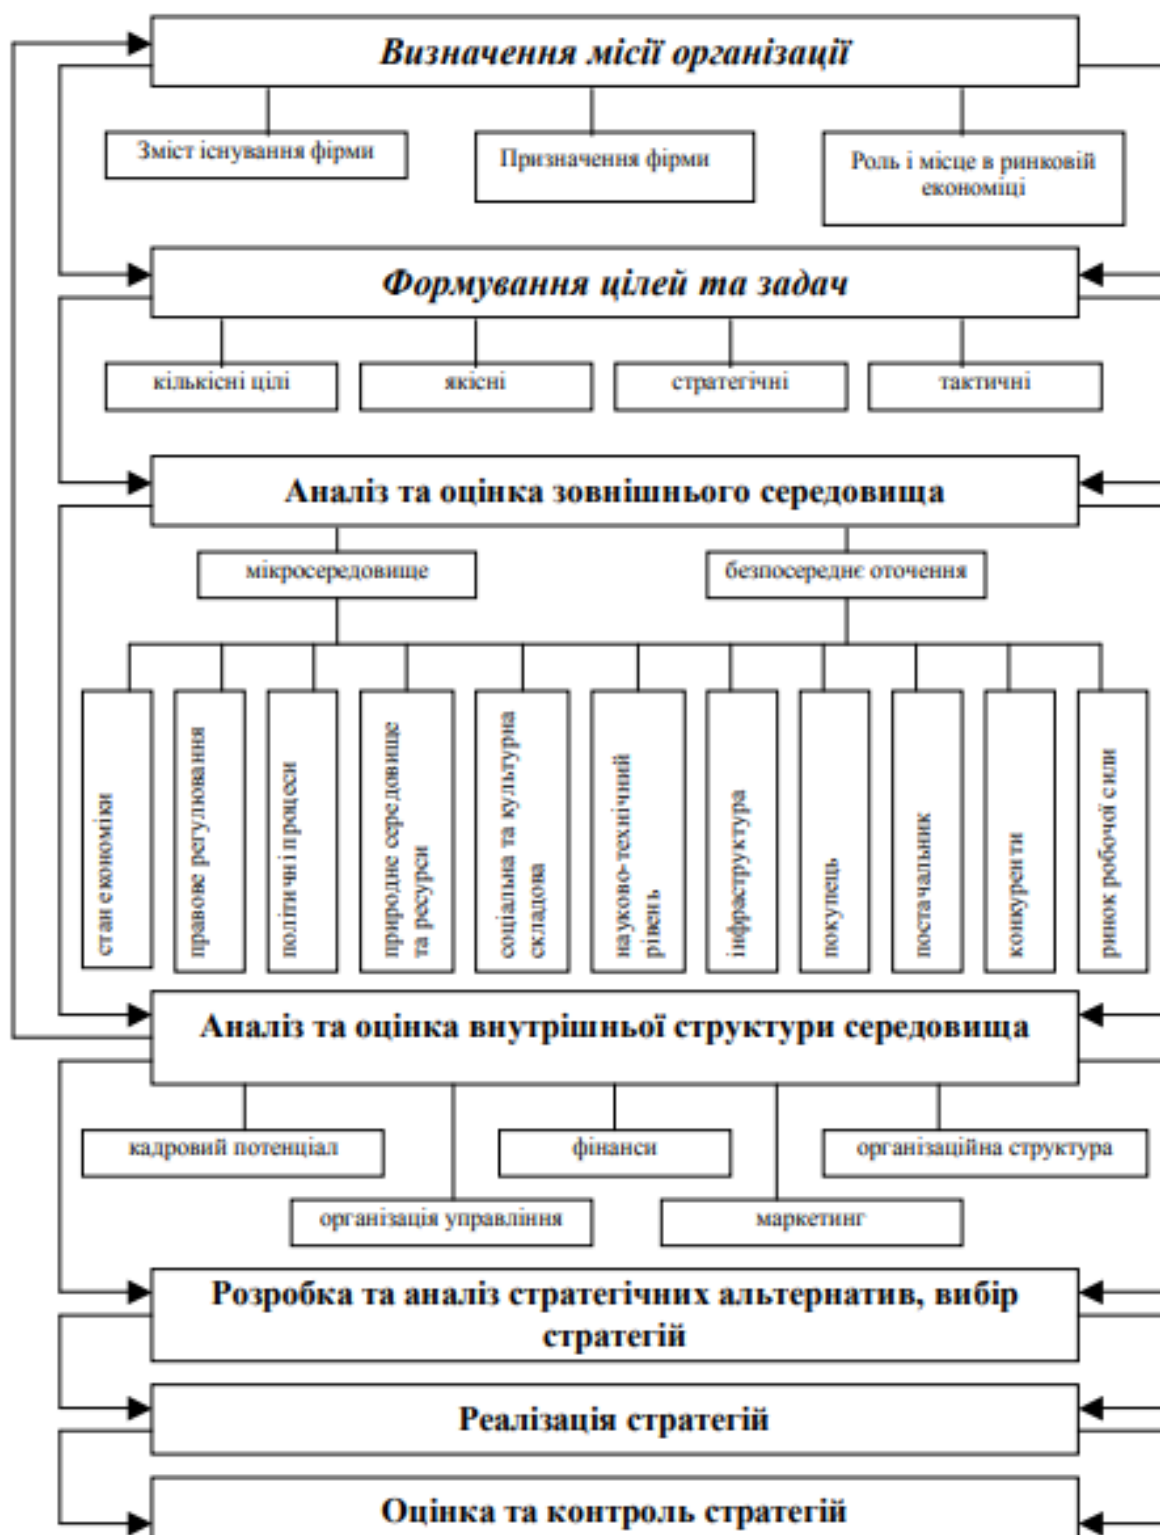 Визначення місії організації
Зміст існування фірми
Призначення фірми
Роль і місце в ринковій
економіці
Формування цілей та задач
кількісні цілі
якісні
стратегічні
тактичні
Аналіз та оцінка зовнішнього середовища
мікросередовище
безпосереднє оточення
стан економіки
правове регулювання
політичні процеси
природне середовище
та ресурси
соціальна та культурна
складова
науково-технічний
рівень
інфраструктура
покупець
постачальник
конкуренти
ринок робочої сили
Аналіз та оцінка внутрішньої структури середовища
кадровий потенціал
фінанси
організаційна структура
організація управління
маркетинг
Розробка та аналіз стратегічних альтернатив, вибір
стратегій
Реалізація стратегій
Оцінка та контроль стратегій